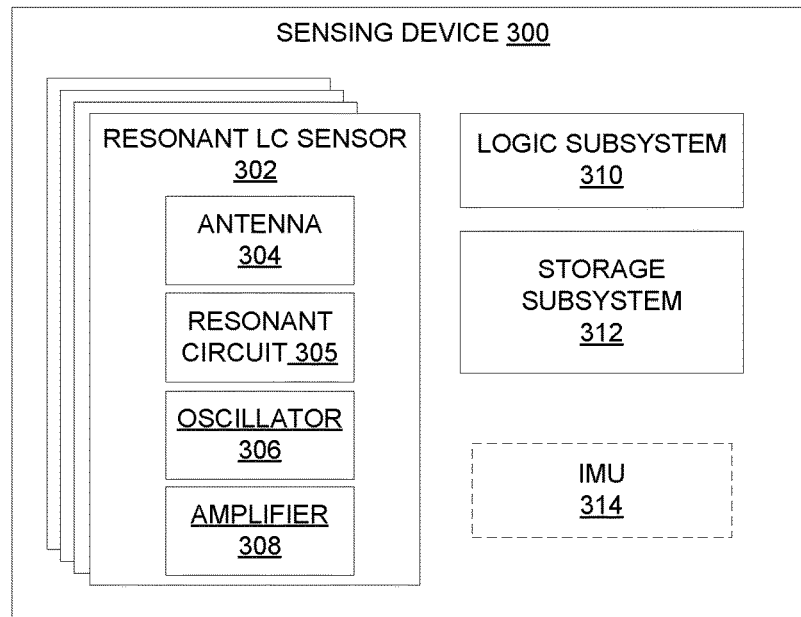 SENSING DEVICE 300
RESONANT LC SENSOR
302
ANTENNA
304
RESONANT
CIRCUIT 305
OSCILLATOR
306
AMPLIFIER
308
LOGIC SUBSYSTEM
310
STORAGE
SUBSYSTEM
312
IMU
314